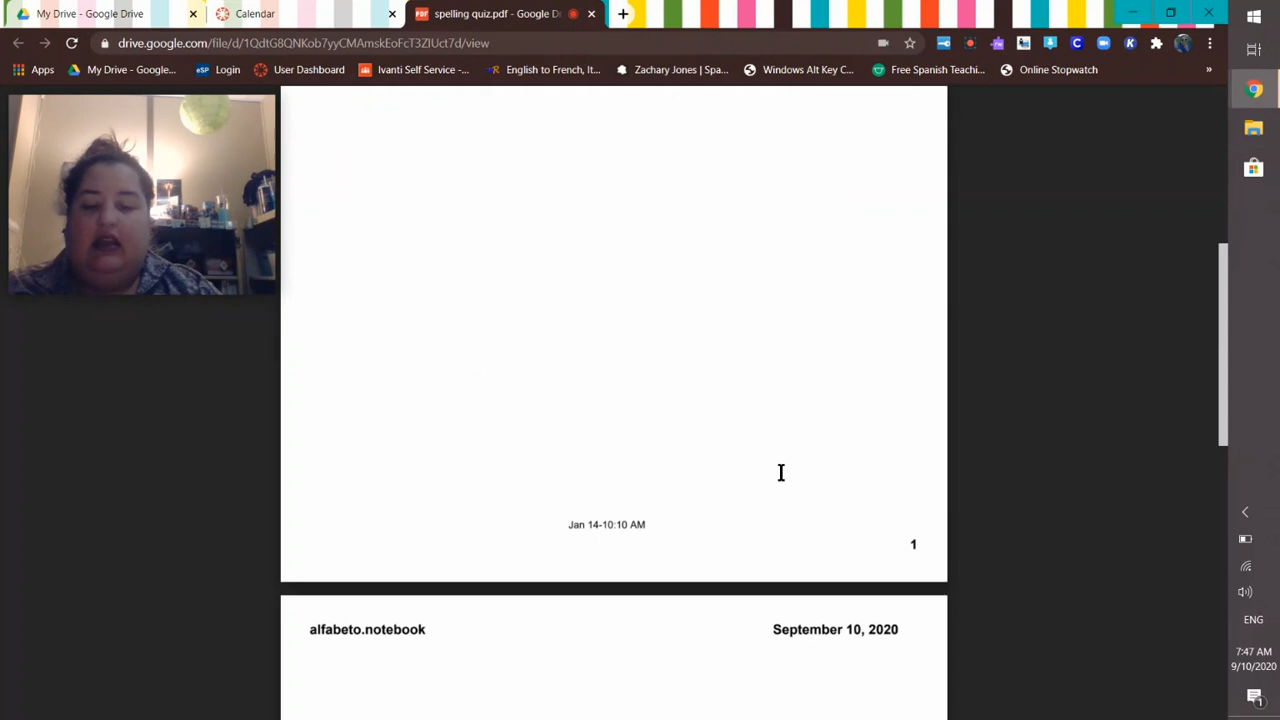 My Drive - Google Drive
Calendar
spelling quiz.pdf - Google Dr
drive.google.com/file/d/1QdtG8QNKob7yyCMAmskEoFcT3ZIUct7d/view
Apps
My Drive - Google...
eSP Login
User Dashboard
Ivanti Self Service -...
English to French, It...
Zachary Jones | Spa...
Windows Alt Key C...
Free Spanish Teachi...
Online Stopwatch
»
Jan 14-10:10 AM
1
alfabeto.notebook
September 10, 2020
ENG
7:47 AM
9/10/2020
1